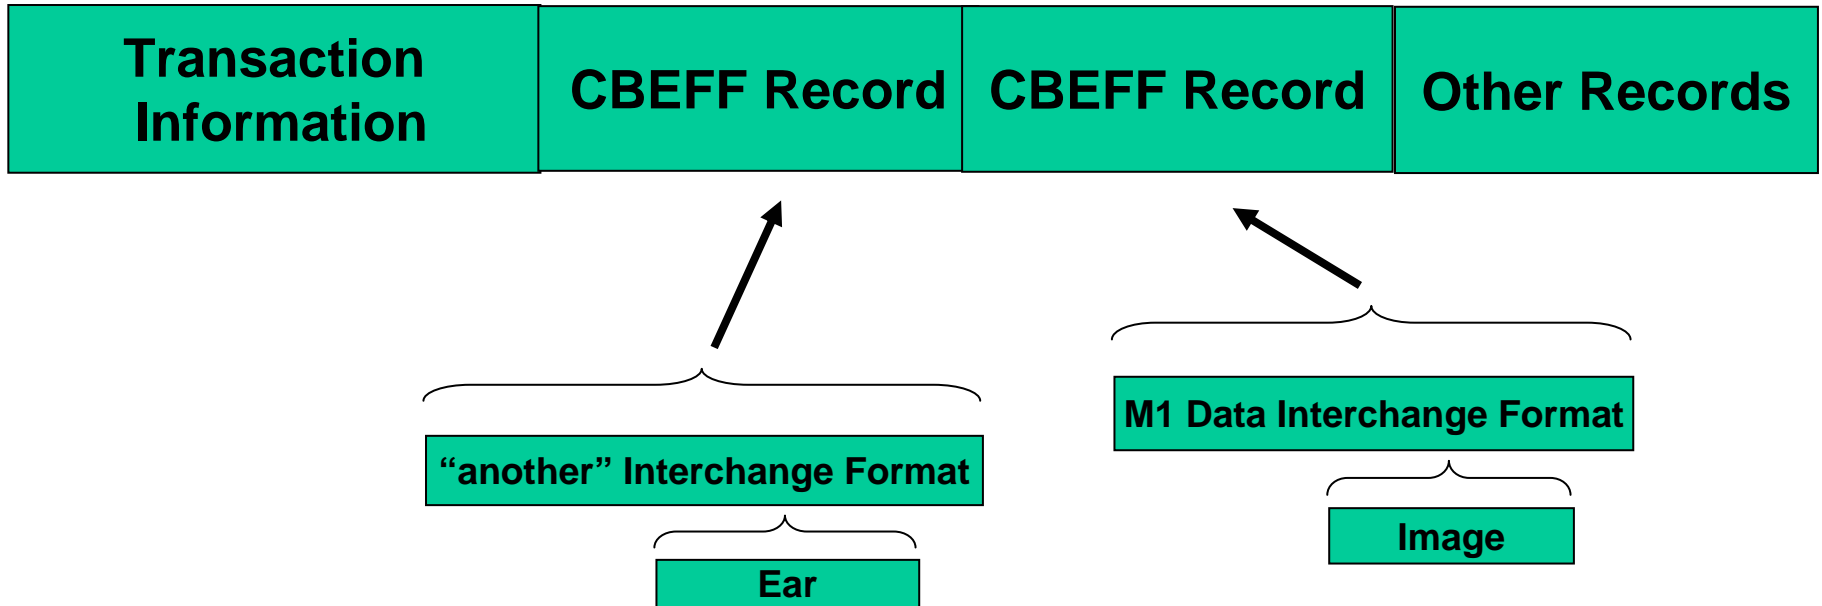 Transaction
Information
CBEFF Record
CBEFF Record
Other Records
M1 Data Interchange Format
“another” Interchange Format
Image
Ear